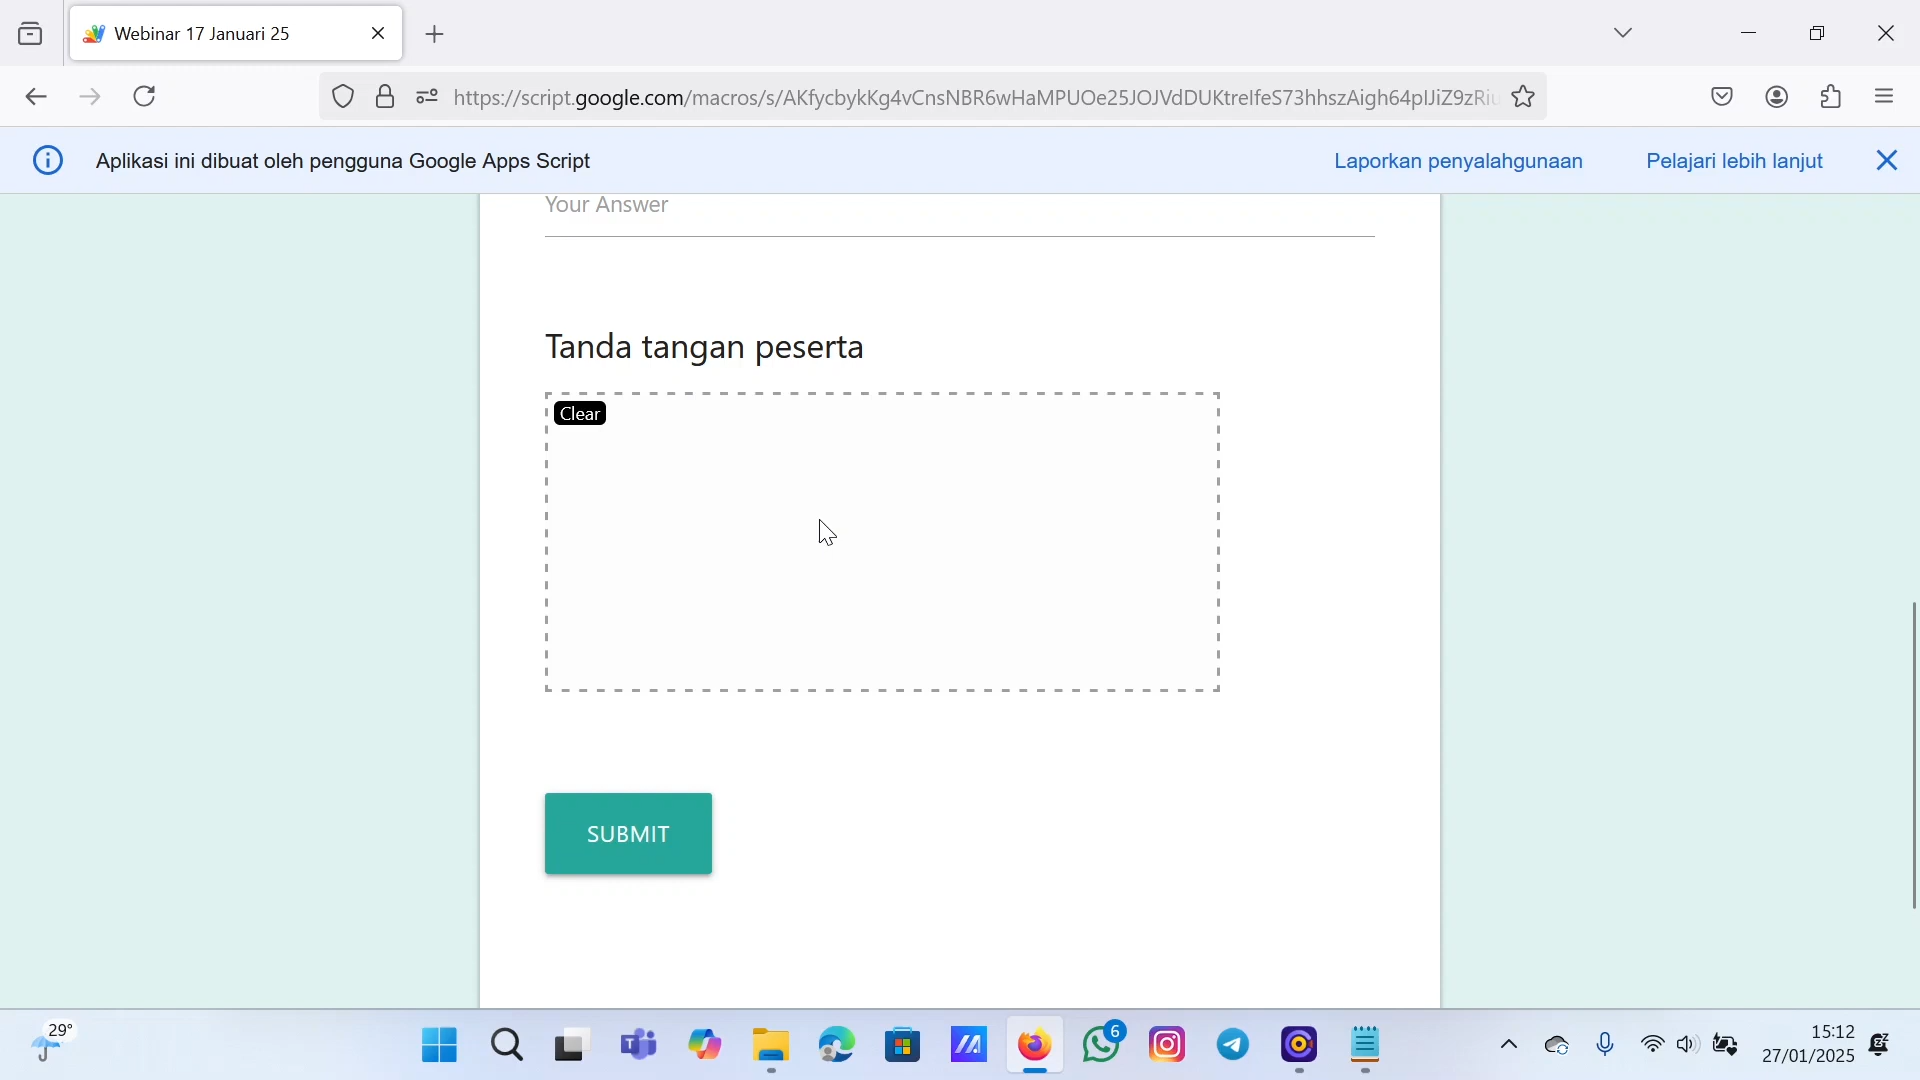 Webinar 17 Januari 25
https://script.google.com/macros/s/AKfycbykKg4vCnsNBR6wHaMPUOe25JOJVdDUKtrelfeS73hhszAigh64plJiZ9zRiu
Aplikasi ini dibuat oleh pengguna Google Apps Script
Laporkan penyalahgunaan
Pelajari lebih lanjut
Your Answer
Tanda tangan peserta
Clear
SUBMIT
29°
6
15:12
27/01/2025